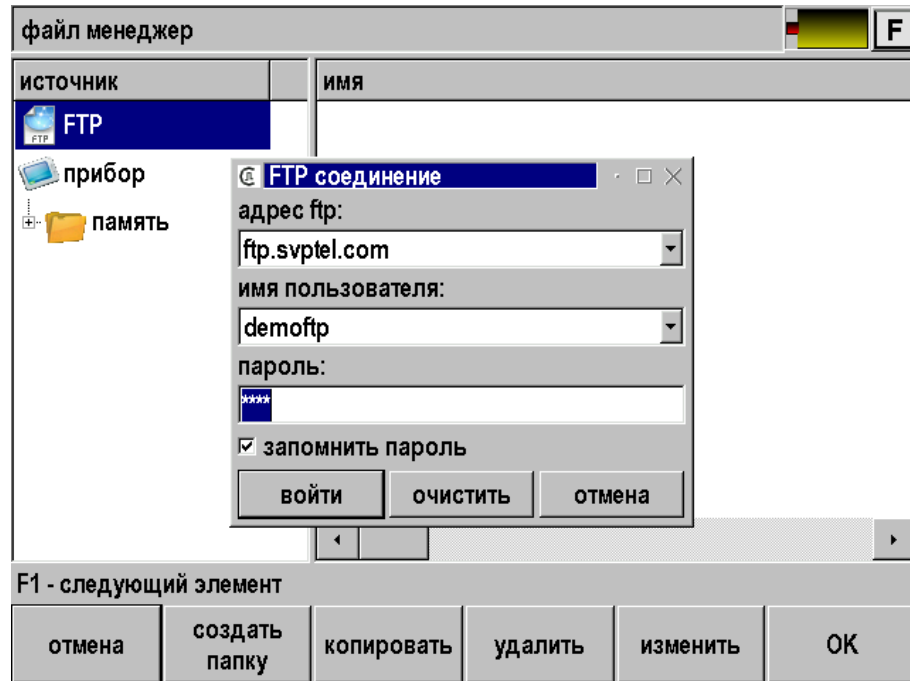 файл менеджер
F
источник
имя
FTP
FTP
прибор
память
FTP соединение
адрес ftp:
ftp.svptel.com
имя пользователя:
demoftp
пароль:
****
запомнить пароль
войти
очистить
отмена
F1 - следующий элемент
отмена
создать
папку
копировать
удалить
изменить
OK